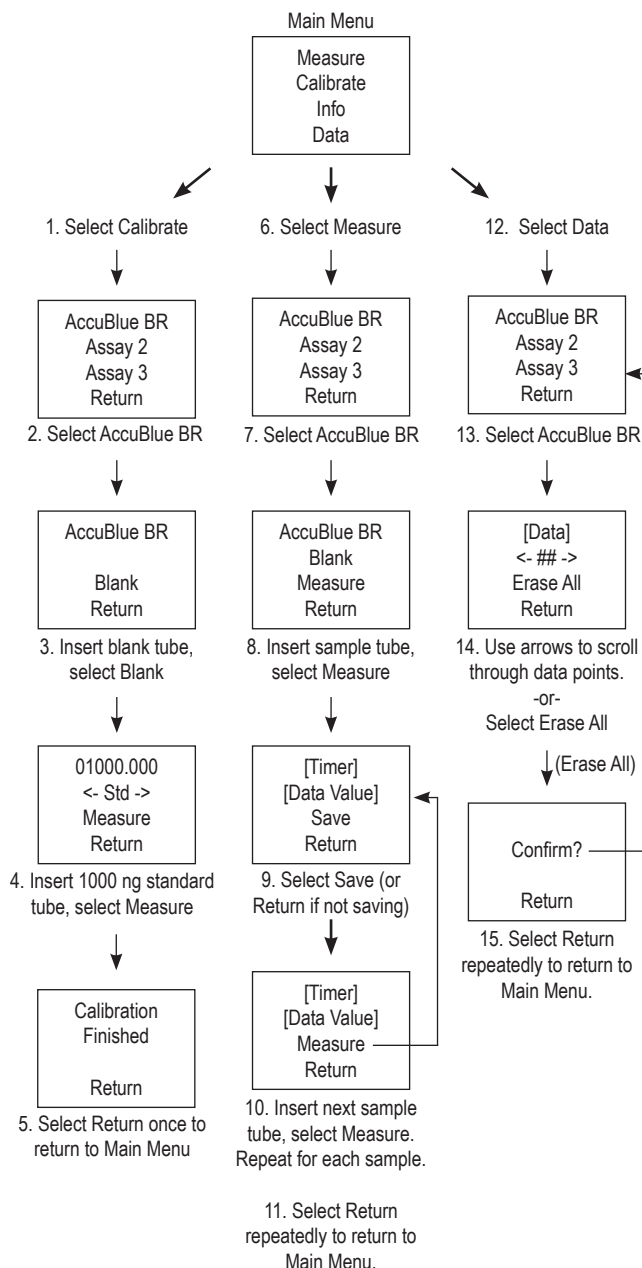 Main Menu
Measure
Calibrate
Info
Data
1. Select Calibrate
AccuBlue BR
Assay 2
Assay 3
Return
2. Select AccuBlue BR
AccuBlue BR
Blank
Return
3. Insert blank tube,
select Blank
01000.000
<- Std ->
Measure
Return
4. Insert 1000 ng standard
tube, select Measure
Calibration
Finished
Return
5. Select Return once to
return to Main Menu
6. Select Measure
AccuBlue BR
Assay 2
Assay 3
Return
7. Select AccuBlue BR
AccuBlue BR
Blank
Measure
Return
8. Insert sample tube,
select Measure
[Timer]
[Data Value]
Save
Return
9. Select Save (or
Return if not saving)
[Timer]
[Data Value]
Measure
Return
10. Insert next sample
tube, select Measure.
Repeat for each sample.
11. Select Return
repeatedly to return to
Main Menu.
12. Select Data
AccuBlue BR
Assay 2
Assay 3
Return
13. Select AccuBlue BR
[Data]
<- ## ->
Erase All
Return
14. Use arrows to scroll
through data points.
-or-
Select Erase All
(Erase All)
Confirm?
Return
15. Select Return
repeatedly to return to
Main Menu.